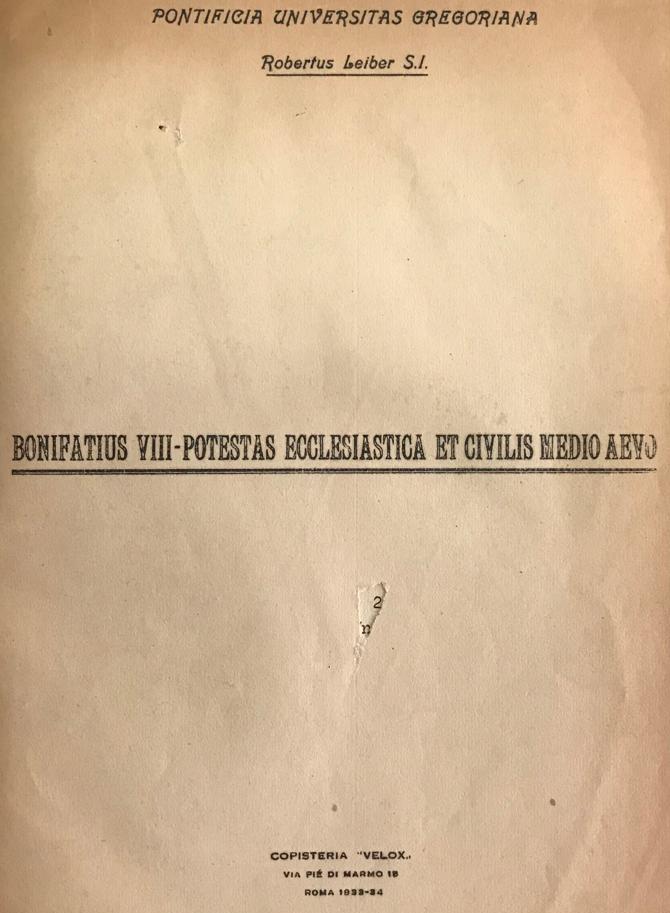 PONTIFICIA UNIVERSITAS GREGORIANA
Robertus Leiber S.I.
BONIFATIUS VIII-POTESTAS ECCLESIASTICA ET CIVILIS MEDIO AEVO
2
n
COPISTERIA "VELOX„
VIA PIÉ DI MARMO 18
ROMA 1933-34